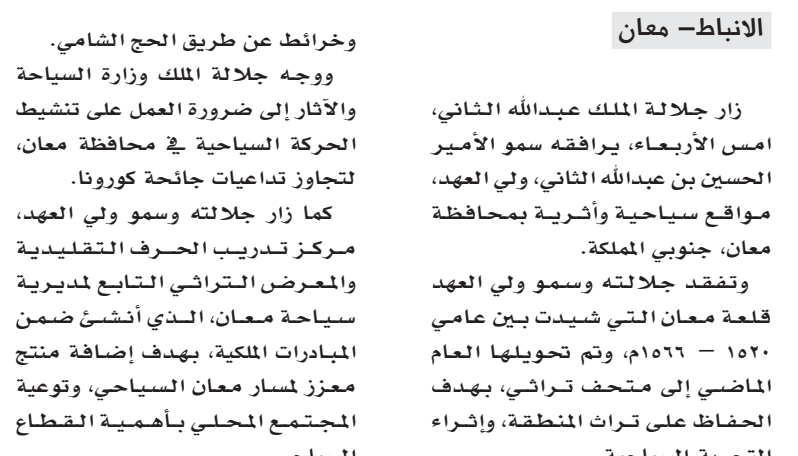 الانباط– معان
زار جلالة الملك عبدالله الثاني،
امس الأربعاء، يرافقه سمو الأمير
الحسين بن عبدالله الثاني، ولي العهد،
مواقع سياحية وأثرية بمحافظة
معان، جنوبي المملكة.
وتفقد جلالته وسمو ولي العهد
قلعة معان التي شيدت بين عامي
١٥٢٠ – ١٥٦٦م، وتم تحويلها العام
الماضي إلى متحف تراثي، بهدف
الحفاظ على تراث المنطقة، وإثراء
وخرائط عن طريق الحج الشامي.
ووجه جلالة الملك وزارة السياحة
والآثار إلى ضرورة العمل على تنشيط
الحركة السياحية في محافظة معان،
لتجاوز تداعيات جائحة كورونا.
كما زار جلالته وسمو ولي العهد،
مركز تدريب الحرف التقليدية
والمعرض التراثي التابع لمديرية
سياحة معان، الذي أنشئ ضمن
المبادرات الملكية، بهدف إضافة منتج
معزز لمسار معان السياحي، وتوعية
المجتمع المحلي بأهمية القطاع